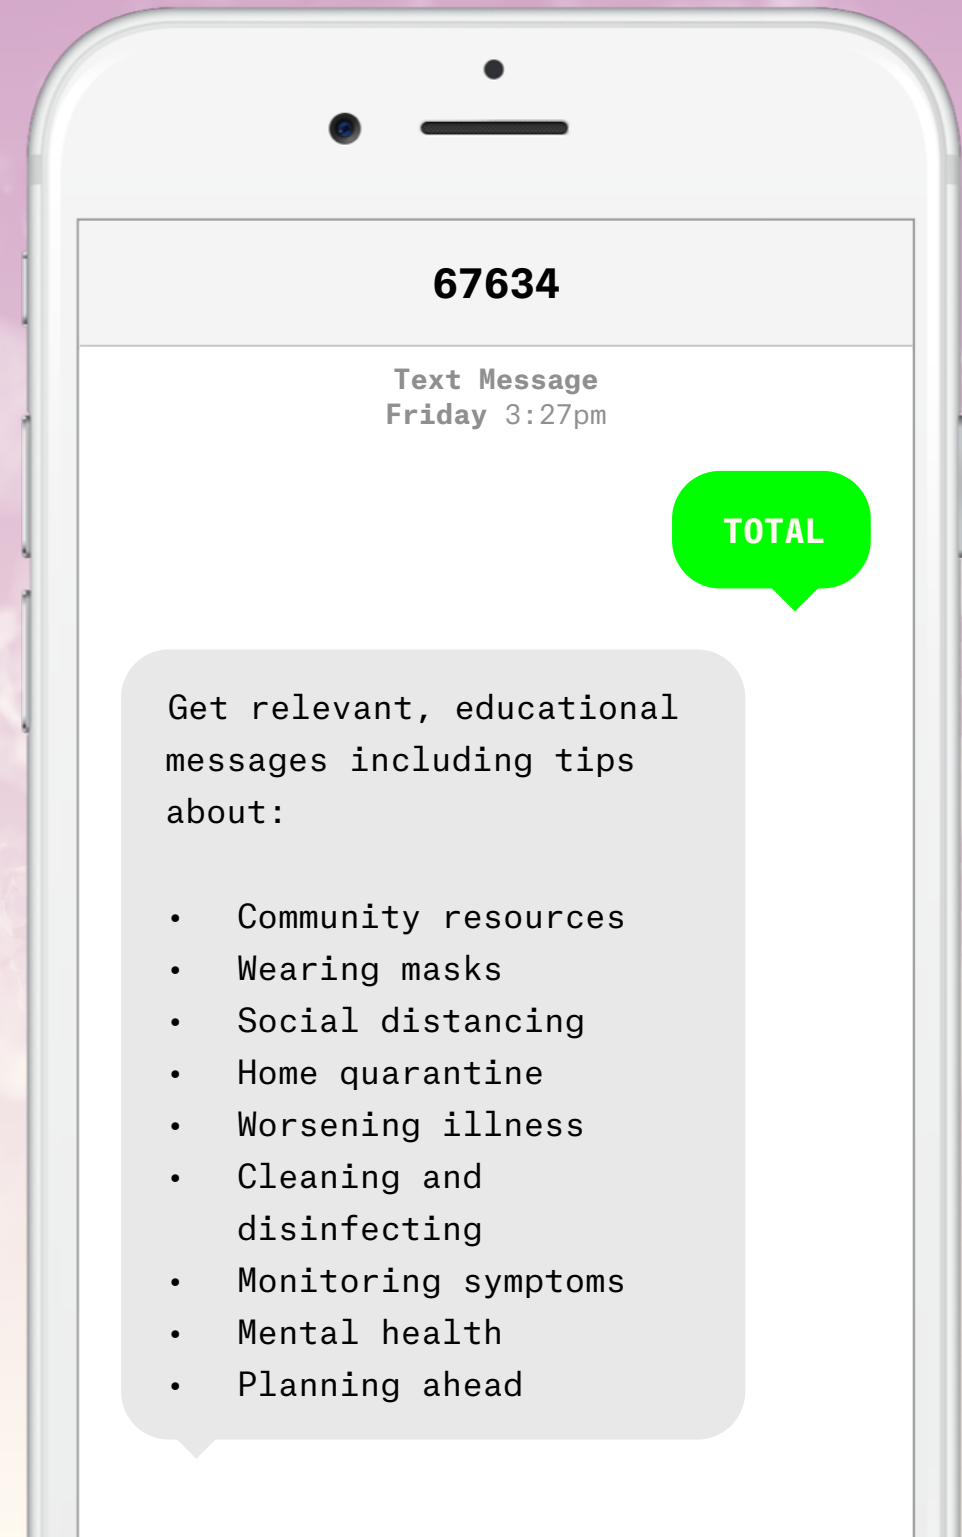 67634
Text Message
Friday 3:27pm
TOTAL
Get relevant, educational
messages including tips
about:
• Community resources
• Wearing masks
• Social distancing
• Home quarantine
• Worsening illness
• Cleaning and
disinfecting
• Monitoring symptoms
• Mental health
• Planning ahead